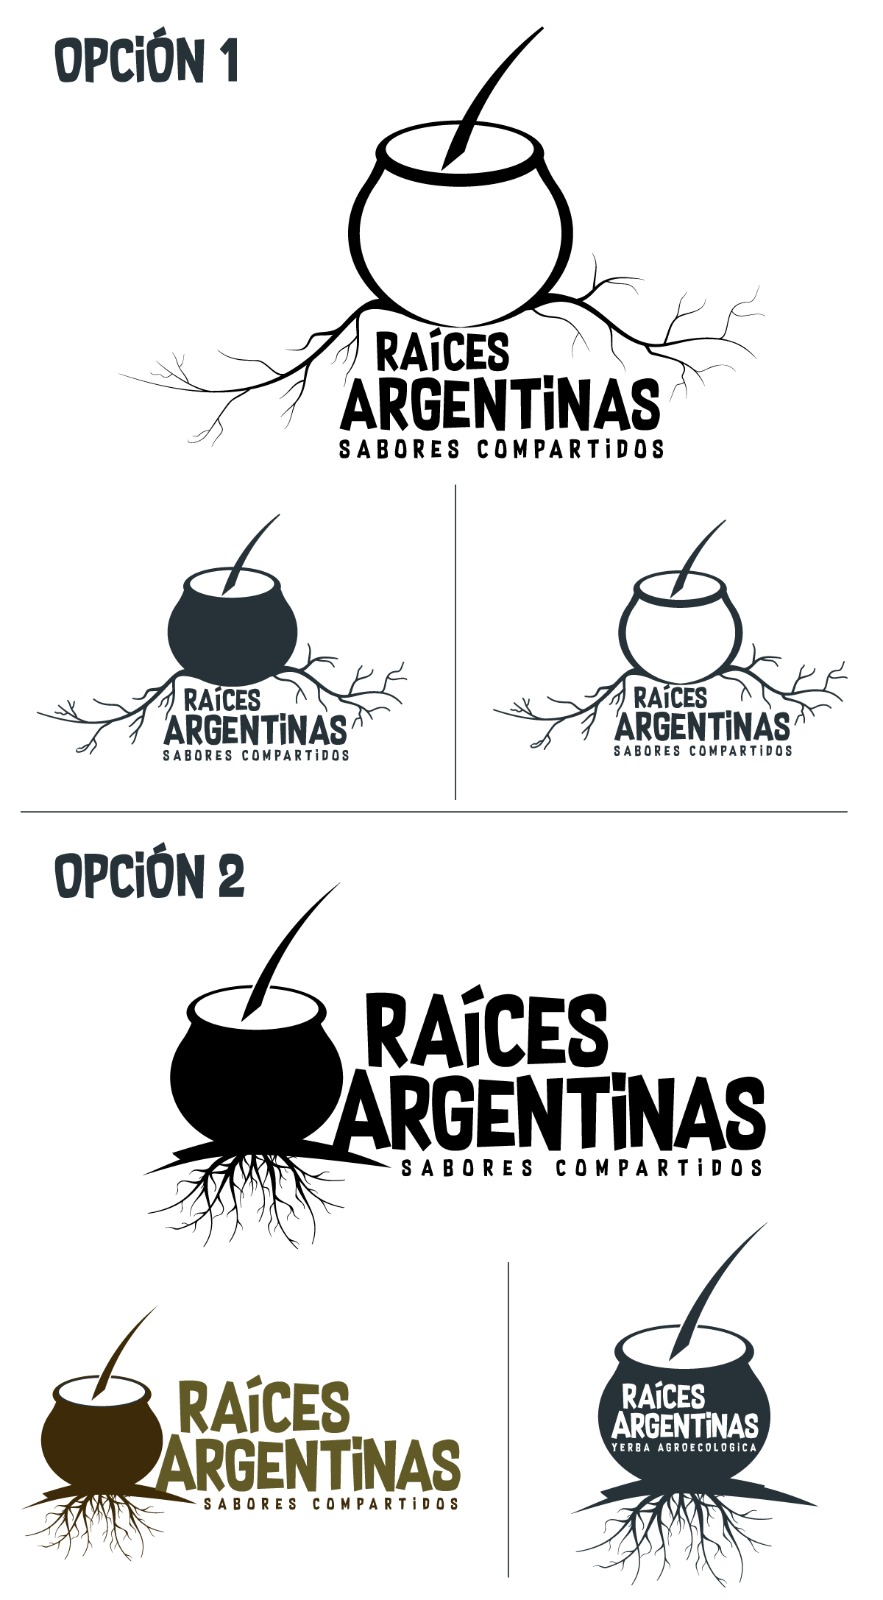 OPCiÓN 1
RAíCES
ARGENTiNAS
SABORES COMPARTiDOS
RAíCES
ARGENTiNAS
SABORES COMPARTiDOS
RAíCES
ARGENTiNAS
SABORES COMPARTiDOS
OPCiÓN 2
RAíCES
ARGENTiNAS
SABORES COMPARTiDOS
RAíCES
ARGENTiNAS
SABORES COMPARTiDOS
RAíCES
ARGENTiNAS
YERBA AGROECOLOGICA